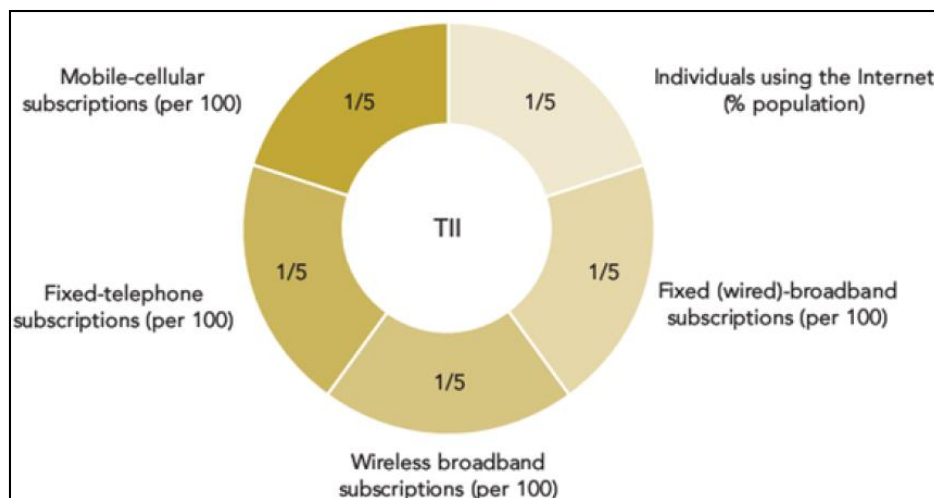 Mobile-cellular
subscriptions (per 100)
1/5
1/5
Individuals using the Internet
(% population)
TII
Fixed-telephone
subscriptions (per 100)
1/5
1/5
Fixed (wired)-broadband
subscriptions (per 100)
1/5
Wireless broadband
subscriptions (per 100)